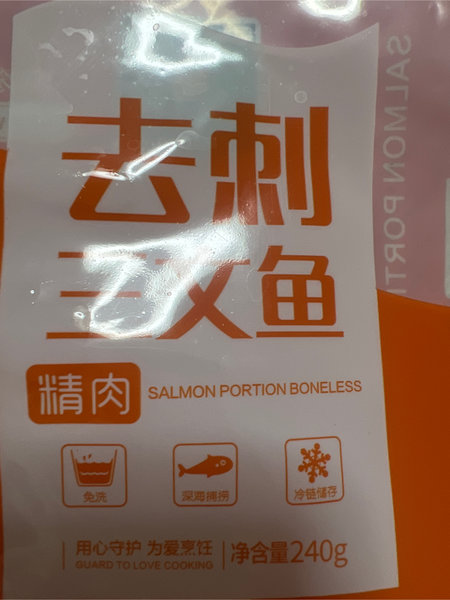 去刺
三文鱼
精肉
SALMON PORTION BONELESS
免洗
深海捕捞
冷链储存
用心守护 为爱烹饪
GUARD TO LOVE COOKING
净含量240g
SALMON PORTI